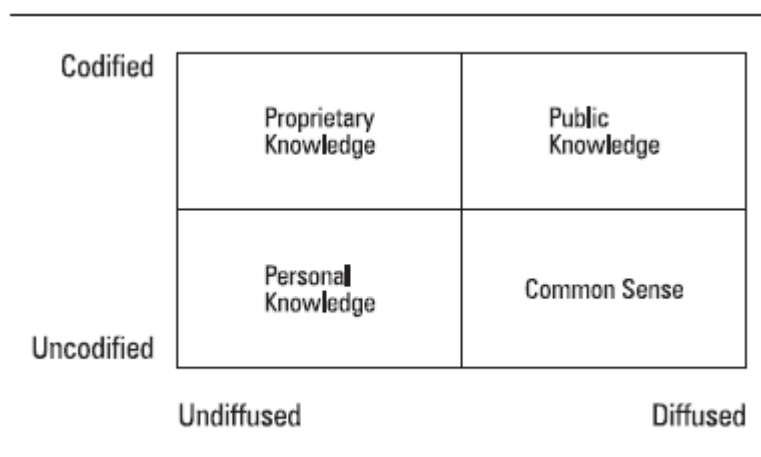 Codified
Proprietary
Knowledge
Public
Knowledge
Personal
Knowledge
Common Sense
Uncodified
Undiffused
Diffused